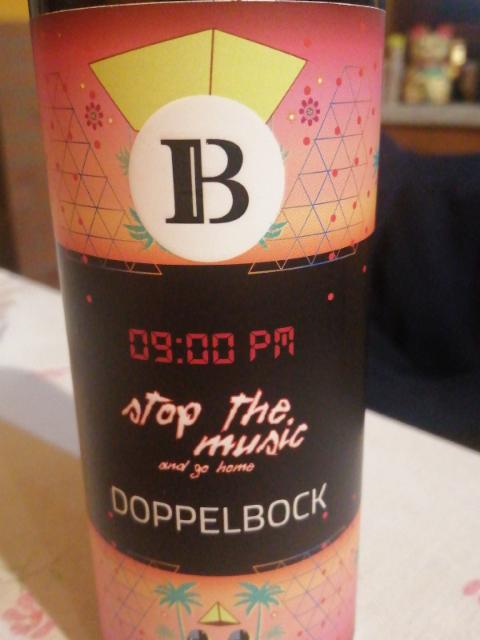 B
09:00 PM
stop the
music
and go home
DOPPELBOCK